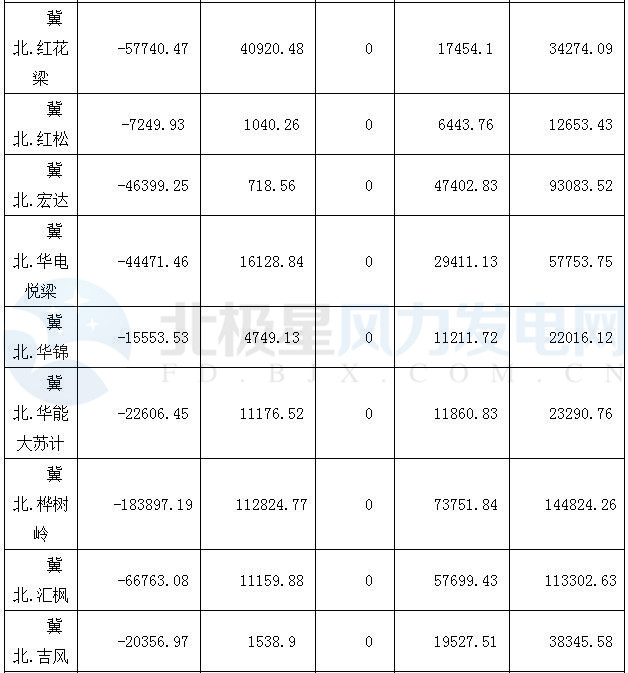 冀
北.红花
梁
-57740.47 40920.48 0 17454.1 34274.09
冀
北.红松
-7249.93 1040.26 0 6443.76 12653.43
冀
北.宏达
-46399.25 718.56 0 47402.83 93083.52
冀
北.华电
悦梁
-44471.46 16128.84 0 29411.13 57753.75
冀
北.华锦
-15553.53 4749.13 0 11211.72 22016.12
冀
北.华能
大苏计
-22606.45 11176.52 0 11860.83 23290.76
冀
北.桦树
岭
-183897.19 112824.77 0 73751.84 144824.26
冀
北.汇枫
-66763.08 11159.88 0 57699.43 113302.63
冀
北.吉风
-20356.97 1538.9 0 19527.51 38345.58
北极星风力发电网
FD.BJX.COM.CN